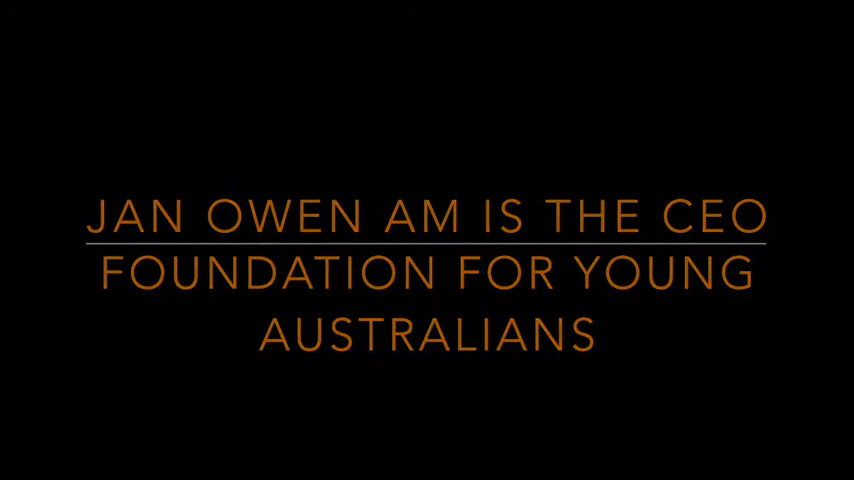 JAN OWEN AM IS THE CEO
FOUNDATION FOR YOUNG
AUSTRALIANS